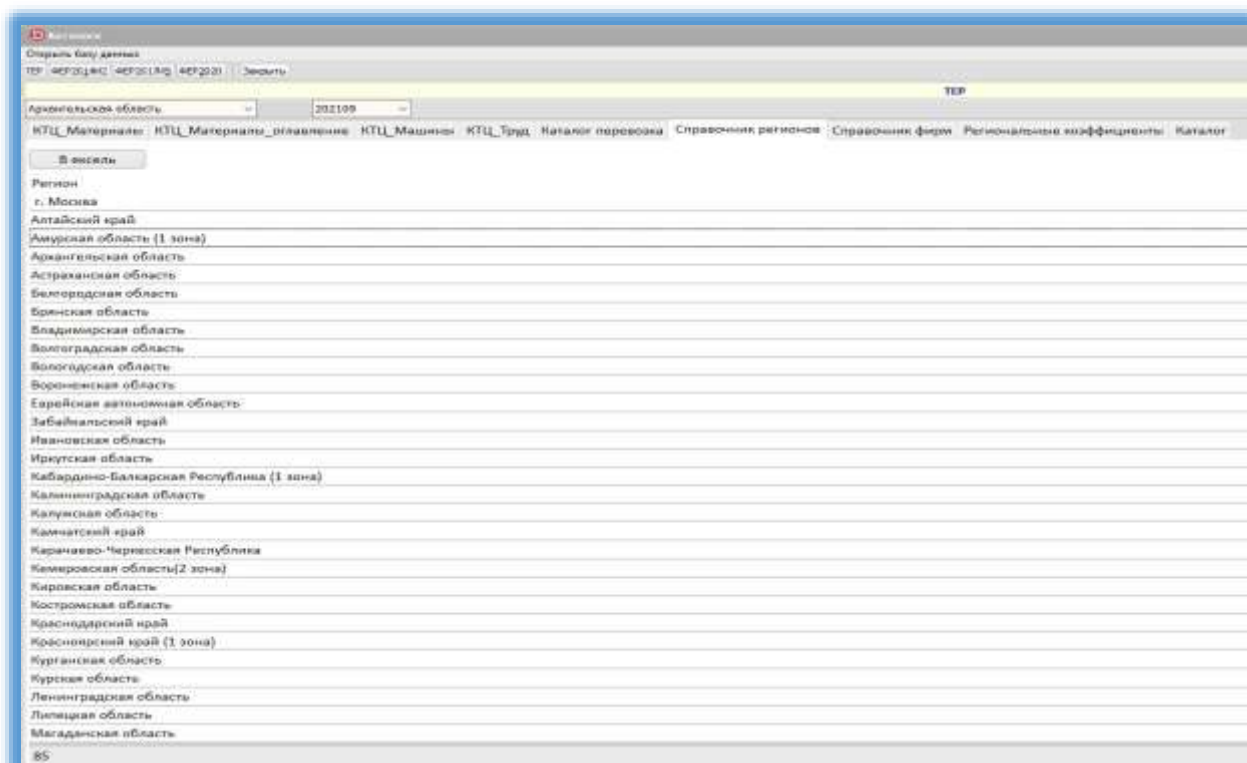 Открыть базу данных
ТЕР ФЕР2020 Закрыть
ТЕР
Архангельская область 202109
КТЦ_Материалы КТЦ_Материалы_оглавление КТЦ_Машины КТЦ_Труд Каталог перевозка Справочник регионов Справочник фирм Региональные коэффициенты Каталог
В ексель
Регион
г. Москва
Алтайский край
Амурская область (1 зона)
Архангельская область
Астраханская область
Белгородская область
Брянская область
Владимирская область
Волгоградская область
Вологодская область
Воронежская область
Еврейская автономная область
Забайкальский край
Ивановская область
Иркутская область
Кабардино-Балкарская Республика (1 зона)
Калининградская область
Калужская область
Камчатский край
Карачаево-Черкесская Республика
Кемеровская область(2 зона)
Кировская область
Костромская область
Краснодарский край
Красноярский край (1 зона)
Курганская область
Курская область
Ленинградская область
Липецкая область
Магаданская область
85